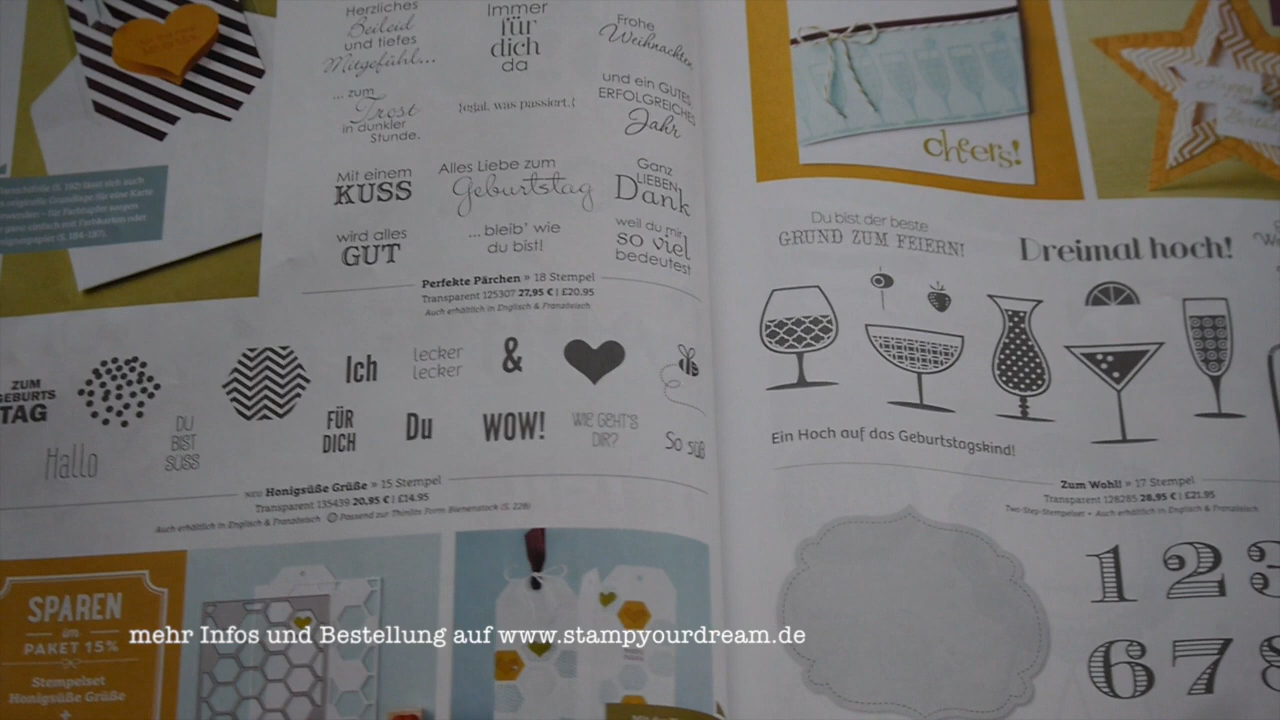 Herzliches
Beileid
und tiefes
Mitgefühl...
Immer
für
dich
da
Frohe
Weihnachten
... zum
Trost
in dunkler
Stunde.
}egal, was passiert.{
und ein GUTES
ERFOLGREICHES
Jahr
Mit einem
KUSS
Alles Liebe zum
Geburtstag
Ganz
LIEBEN
Dank
wird alles
GUT
...bleib' wie
du bist!
weil du mir
so viel
bedeutest
Perfekte Pärchen » 18 Stempel
Transparent 125307 27,95 € | £20.95
Auch erhältlich in Englisch & Französisch
ZUM
GEBURTS
TAG
Hallo
DU
BIST
SÜSS
Ich
FÜR
DICH
lecker
lecker
Du
&
WOW!
WIE GEHT'S
DIR?
So süß
NEU Honigsüße Grüße » 15 Stempel
Transparent 135439 20,95 € | £14.95
Auch erhältlich in Englisch & Französisch Passend zur Thinlits Form Bienenstock (S. 228)
SPAREN
im
PAKET 15%
Stempelset
Honigsüße Grüße
+
cheers!
Du bist der beste
GRUND ZUM FEIERN!
Dreimal hoch!
Ein Hoch auf das Geburtstagskind!
Zum Wohl! » 17 Stempel
Transparent 128285 28,95 € | £21.95
Two-Step-Stempelset • Auch erhältlich in Englisch & Französisch
1 2 3
6 7 8
mehr Infos und Bestellung auf www.stampyourdream.de